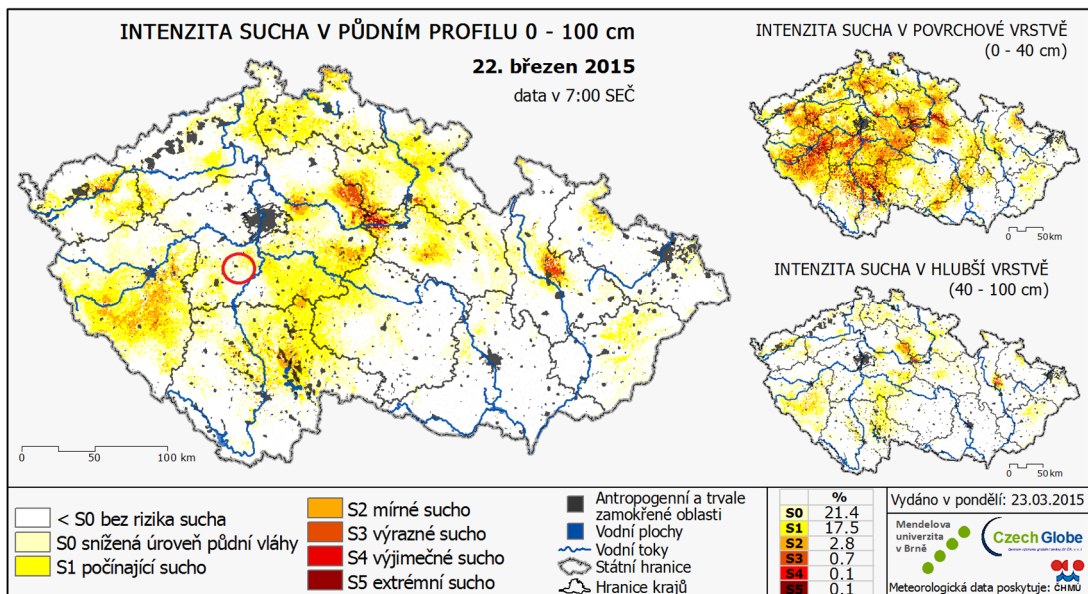 INTENZITA SUCHA V PŮDNÍM PROFILU 0 - 100 cm
22. březen 2015
data v 7:00 SEČ
0 50 100 km
INTENZITA SUCHA V POVRCHOVÉ VRSTVĚ
(0 - 40 cm)
0 50km
INTENZITA SUCHA V HLUBŠÍ VRSTVĚ
(40 - 100 cm)
0 50km
< S0 bez rizika sucha
S0 snížená úroveň půdní vláhy
S1 počínající sucho
S2 mírné sucho
S3 výrazné sucho
S4 výjimečné sucho
S5 extrémní sucho
Antropogenní a trvale
zamokřené oblasti
Vodní plochy
Vodní toky
Státní hranice
Hranice krajů
%
S0 21.4
S1 17.5
S2 2.8
S3 0.7
S4 0.1
S5 0.1
Vydáno v pondělí: 23.03.2015
Mendelova
univerzita
v Brně
CzechGlobe
Meteorologická data poskytuje:
ČHMÚ